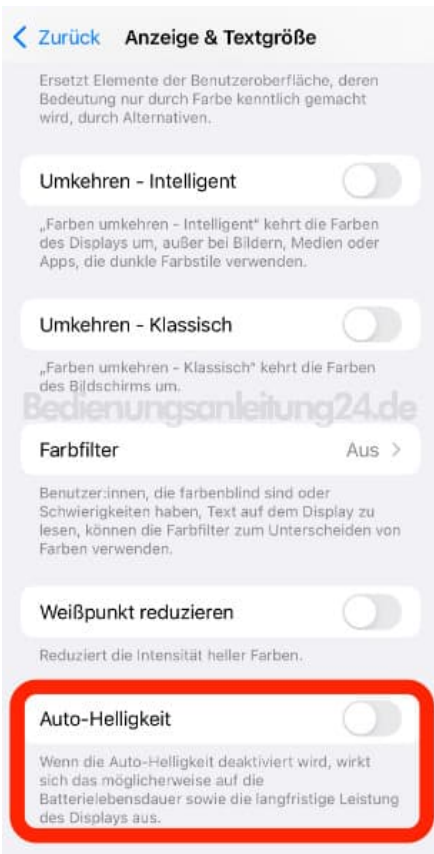 Zurück Anzeige & Textgröße
Ersetzt Elemente der Benutzeroberfläche, deren
Bedeutung nur durch Farbe kenntlich gemacht
wird, durch Alternativen.
Umkehren - Intelligent
„Farben umkehren - Intelligent" kehrt die Farben
des Displays um, außer bei Bildern, Medien oder
Apps, die dunkle Farbstile verwenden.
Umkehren - Klassisch
„Farben umkehren - Klassisch" kehrt die Farben
des Bildschirms um.
Bedienungsanleitung24.de
Farbfilter Aus
Benutzer:innen, die farbenblind sind oder
Schwierigkeiten haben, Text auf dem Display zu
lesen, können die Farbfilter zum Unterscheiden von
Farben verwenden.
Weißpunkt reduzieren
Reduziert die Intensität heller Farben.
Auto-Helligkeit
Wenn die Auto-Helligkeit deaktiviert wird, wirkt
sich das möglicherweise auf die
Batterielebensdauer sowie die langfristige Leistung
des Displays aus.